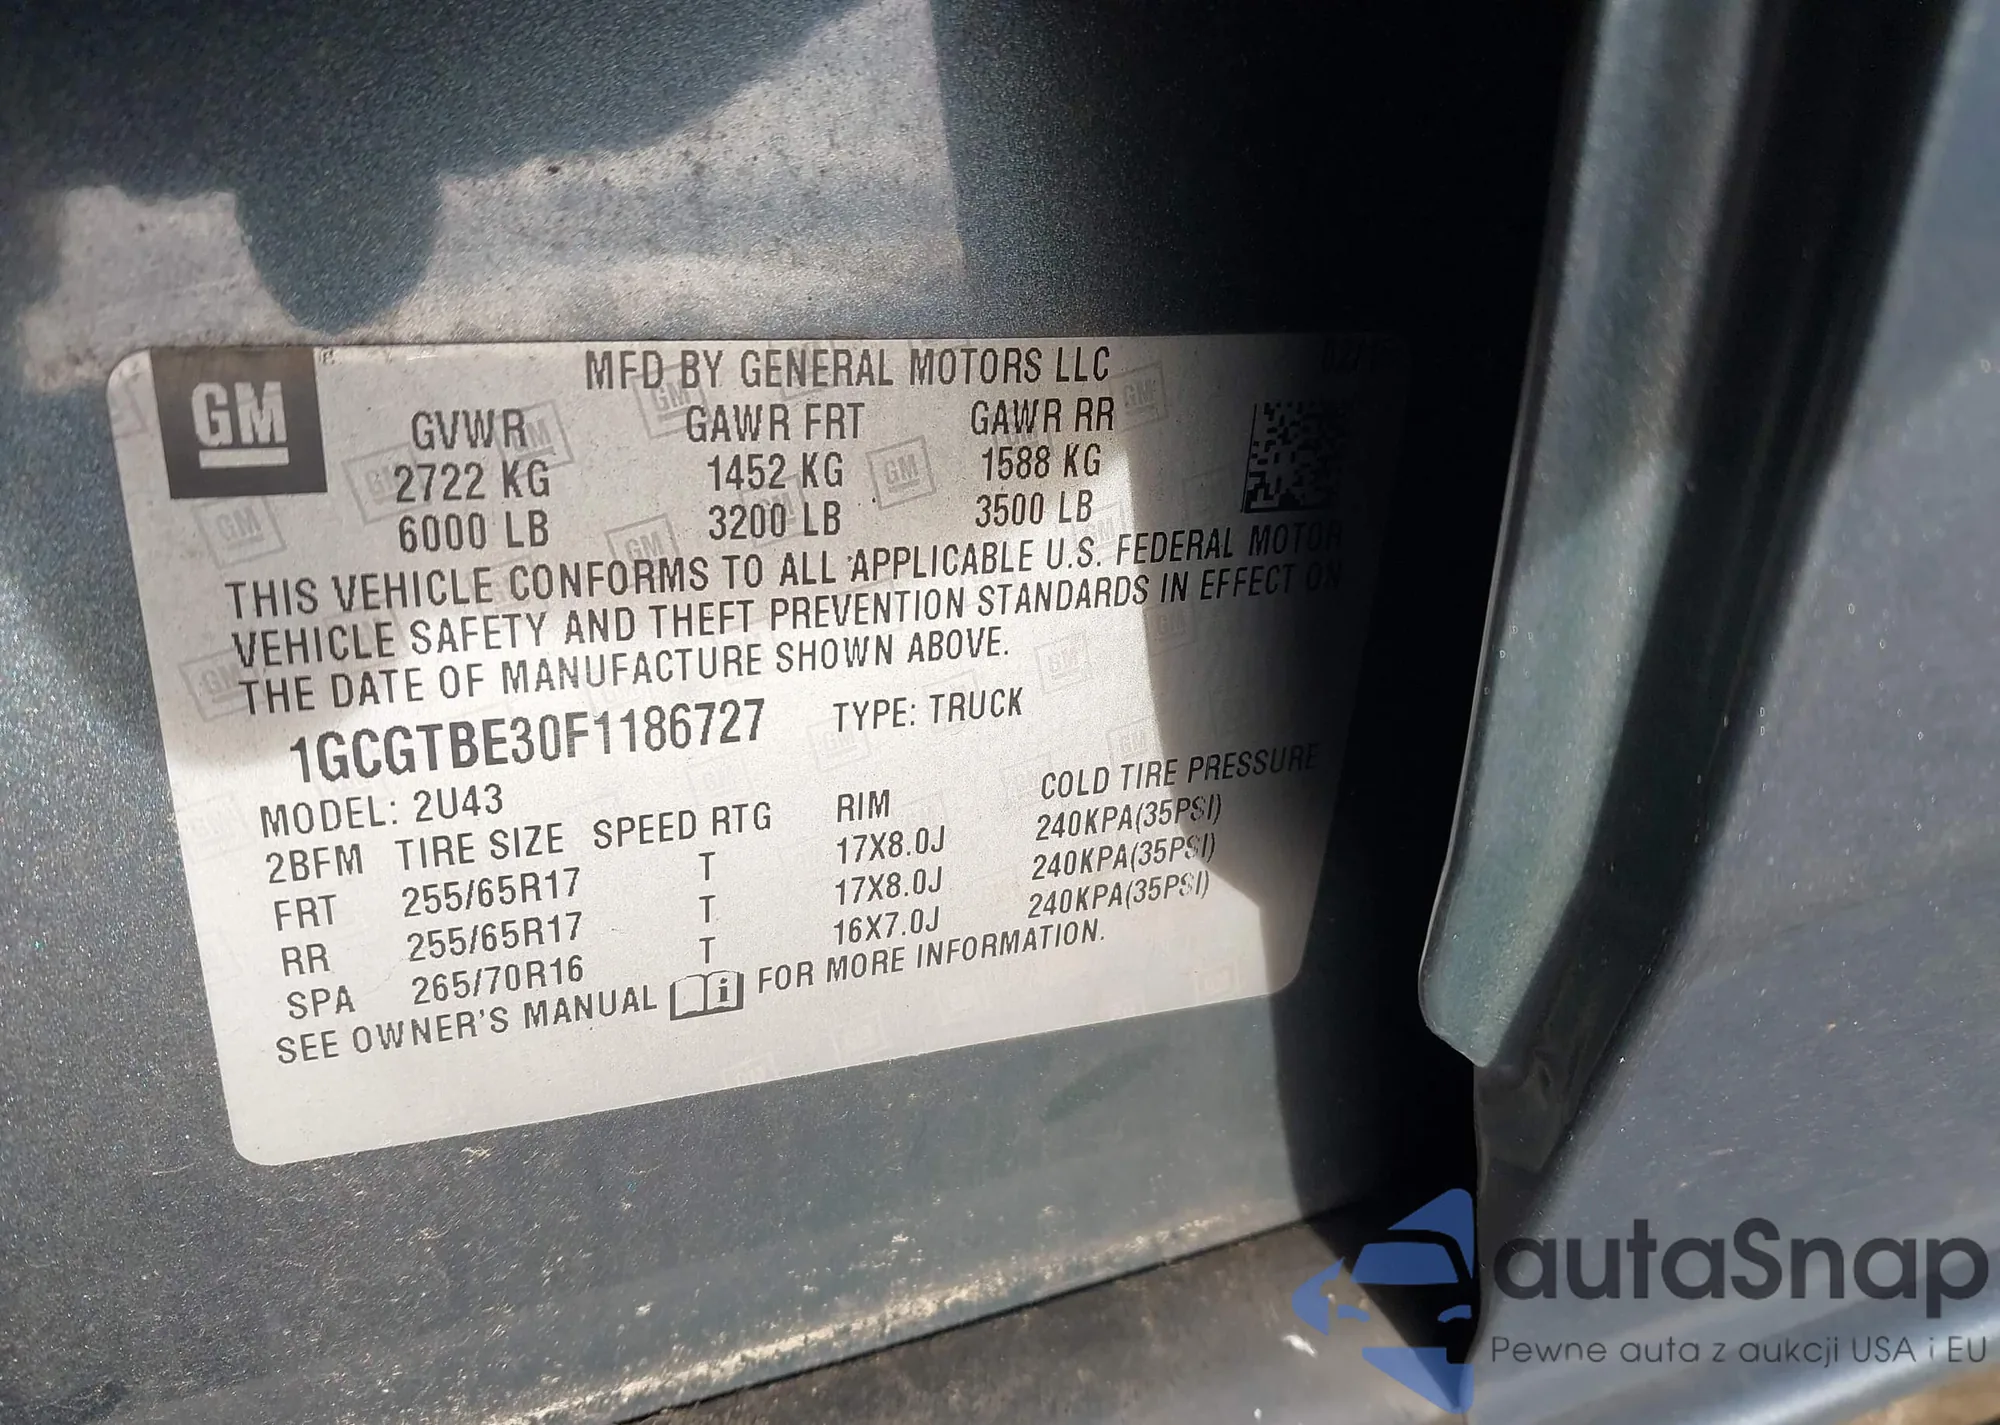 GM
MFD BY GENERAL MOTORS LLC
GVWR GAWR FRT GAWR RR
2722 KG 1452 KG 1588 KG
6000 LB 3200 LB 3500 LB
THIS VEHICLE CONFORMS TO ALL APPLICABLE U.S. FEDERAL MOTOR
VEHICLE SAFETY AND THEFT PREVENTION STANDARDS IN EFFECT ON
THE DATE OF MANUFACTURE SHOWN ABOVE.
1GCGTBE30F1186727 TYPE: TRUCK
MODEL: 2U43
2BFM TIRE SIZE SPEED RTG RIM COLD TIRE PRESSURE
FRT 255/65R17 T 17X8.0J 240KPA(35PSI)
RR 255/65R17 T 17X8.0J 240KPA(35PSI)
SPA 265/70R16 T 16X7.0J 240KPA(35PSI)
SEE OWNER'S MANUAL i FOR MORE INFORMATION.
autaSnap
Pewne auta z aukcji USA i EU